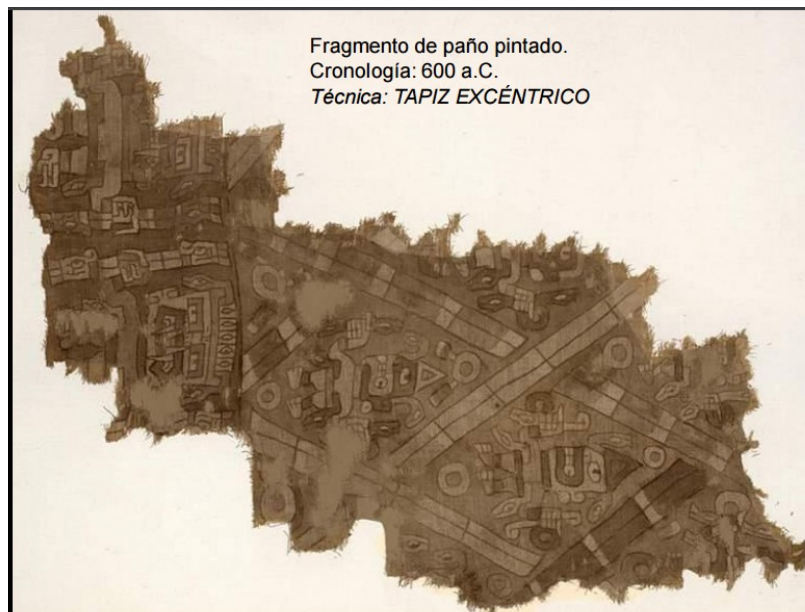 Fragmento de paño pintado.
Cronología: 600 a.C.
Técnica: TAPIZ EXCÉNTRICO